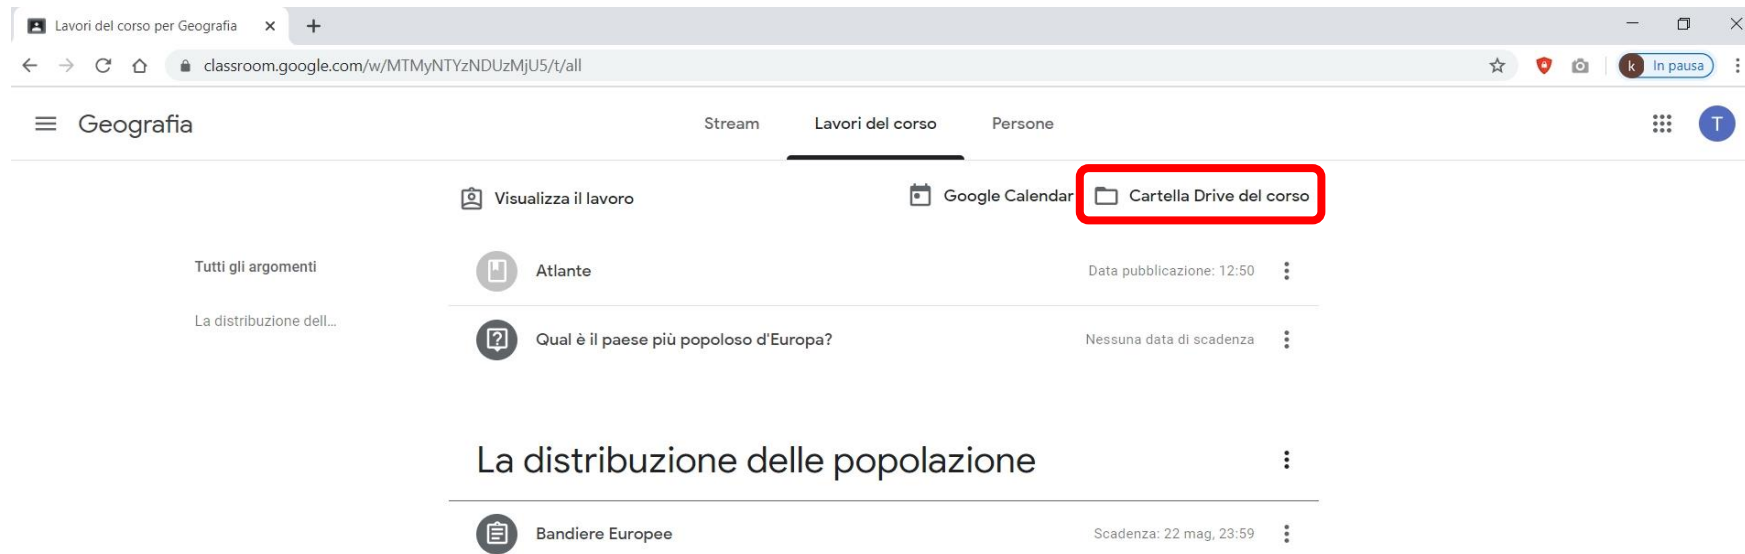 Lavori del corso per Geografia
classroom.google.com/w/MTMyNTYzNDUzMjU5/t/all
k In pausa
Geografia
Stream Lavori del corso Persone
T
Visualizza il lavoro
Google Calendar
Cartella Drive del corso
Tutti gli argomenti
La distribuzione dell...
Atlante
Data pubblicazione: 12:50
Qual è il paese più popoloso d'Europa?
Nessuna data di scadenza
La distribuzione delle popolazione
Bandiere Europee
Scadenza: 22 mag, 23:59